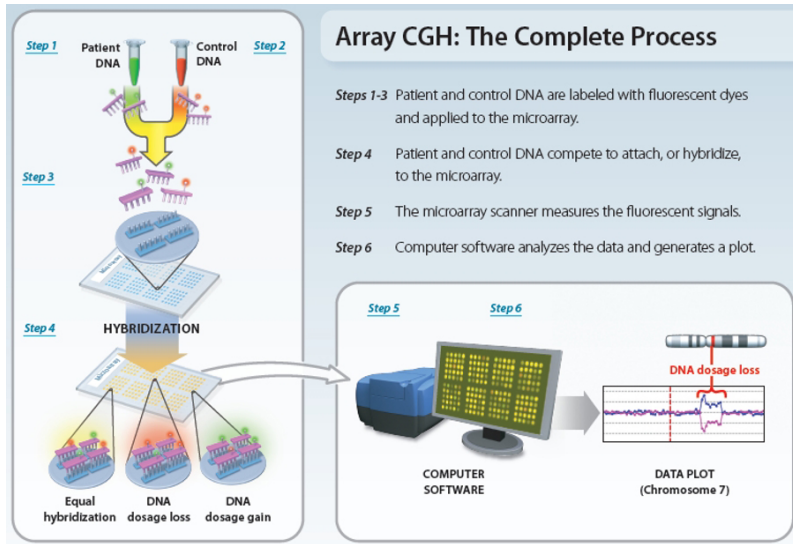 Array CGH: The Complete Process
Step 1
Patient
DNA
Control
DNA
Step 2
Step 3
Step 4
HYBRIDIZATION
Equal
hybridization
DNA
dosage loss
DNA
dosage gain
Steps 1-3 Patient and control DNA are labeled with fluorescent dyes
and applied to the microarray.
Step 4 Patient and control DNA compete to attach, or hybridize,
to the microarray.
Step 5 The microarray scanner measures the fluorescent signals.
Step 6 Computer software analyzes the data and generates a plot.
Step 5
Step 6
DNA dosage loss
COMPUTER
SOFTWARE
DATA PLOT
(Chromosome 7)